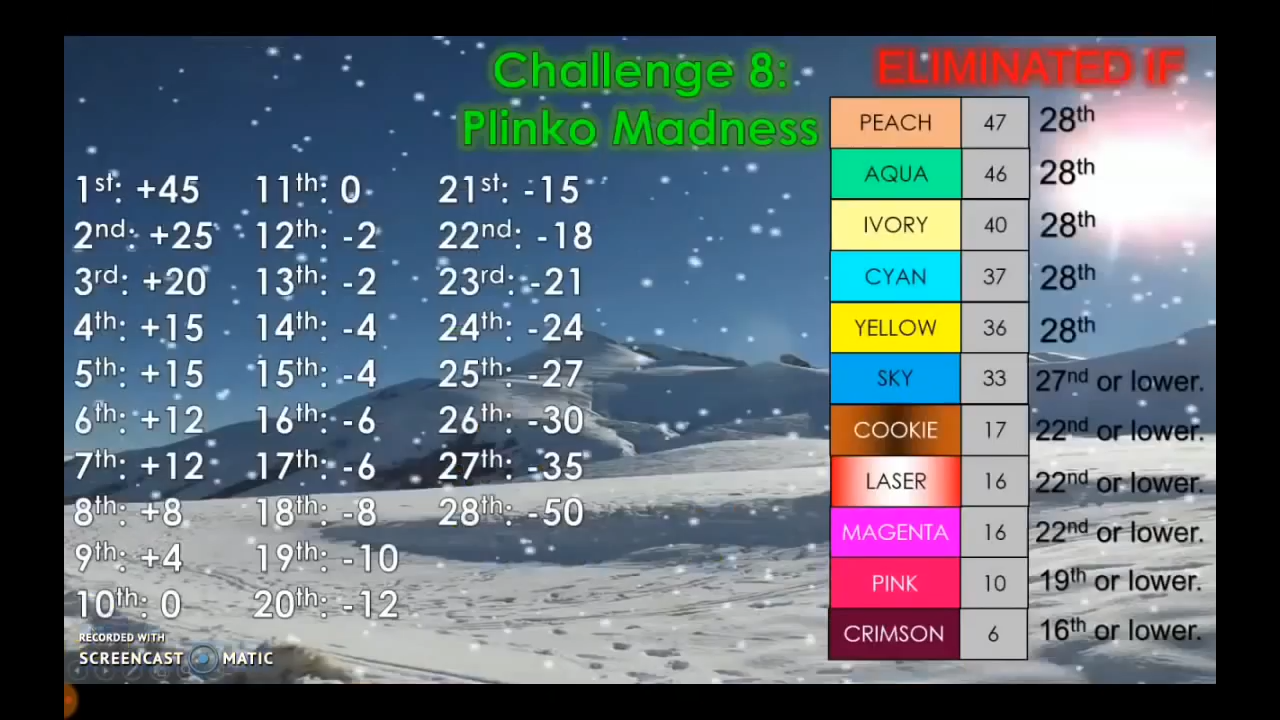 Challenge 8:
Plinko Madness
ELIMINATED IF
1st: +45
2nd: +25
3rd: +20
4th: +15
5th: +15
6th: +12
7th: +12
8th: +8
9th: +4
10th: 0
11th: 0
12th: -2
13th: -2
14th: -4
15th: -4
16th: -6
17th: -6
18th: -8
19th: -10
20th: -12
21st: -15
22nd: -18
23rd: -21
24th: -24
25th: -27
26th: -30
27th: -35
28th: -50
PEACH 47 28th
AQUA 46 28th
IVORY 40 28th
CYAN 37 28th
YELLOW 36 28th
SKY 33 27nd or lower.
COOKIE 17 22nd or lower.
LASER 16 22nd or lower.
MAGENTA 16 22nd or lower.
PINK 10 19th or lower.
CRIMSON 6 16th or lower.
RECORDED WITH
SCREENCAST MATIC